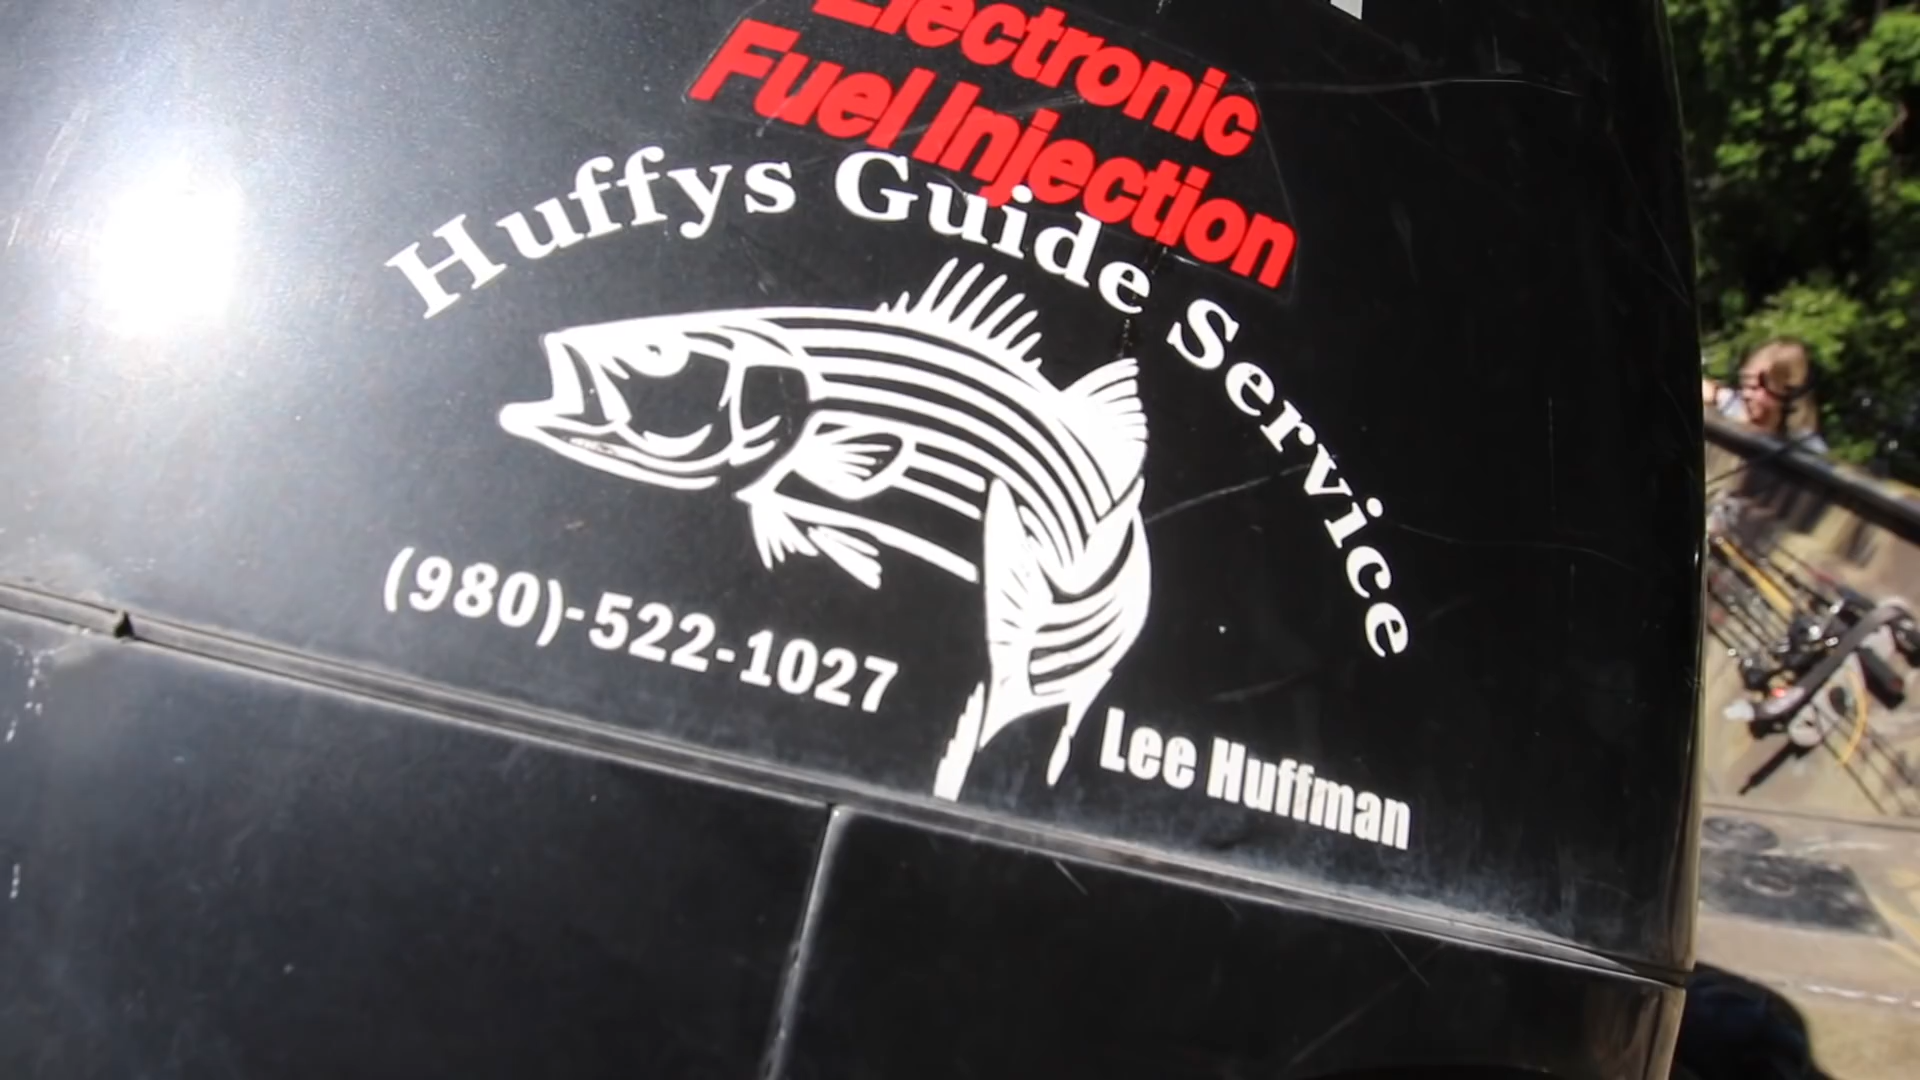 Electronic
Fuel Injection
Huffys Guide Service
(980)-522-1027
Lee Huffman